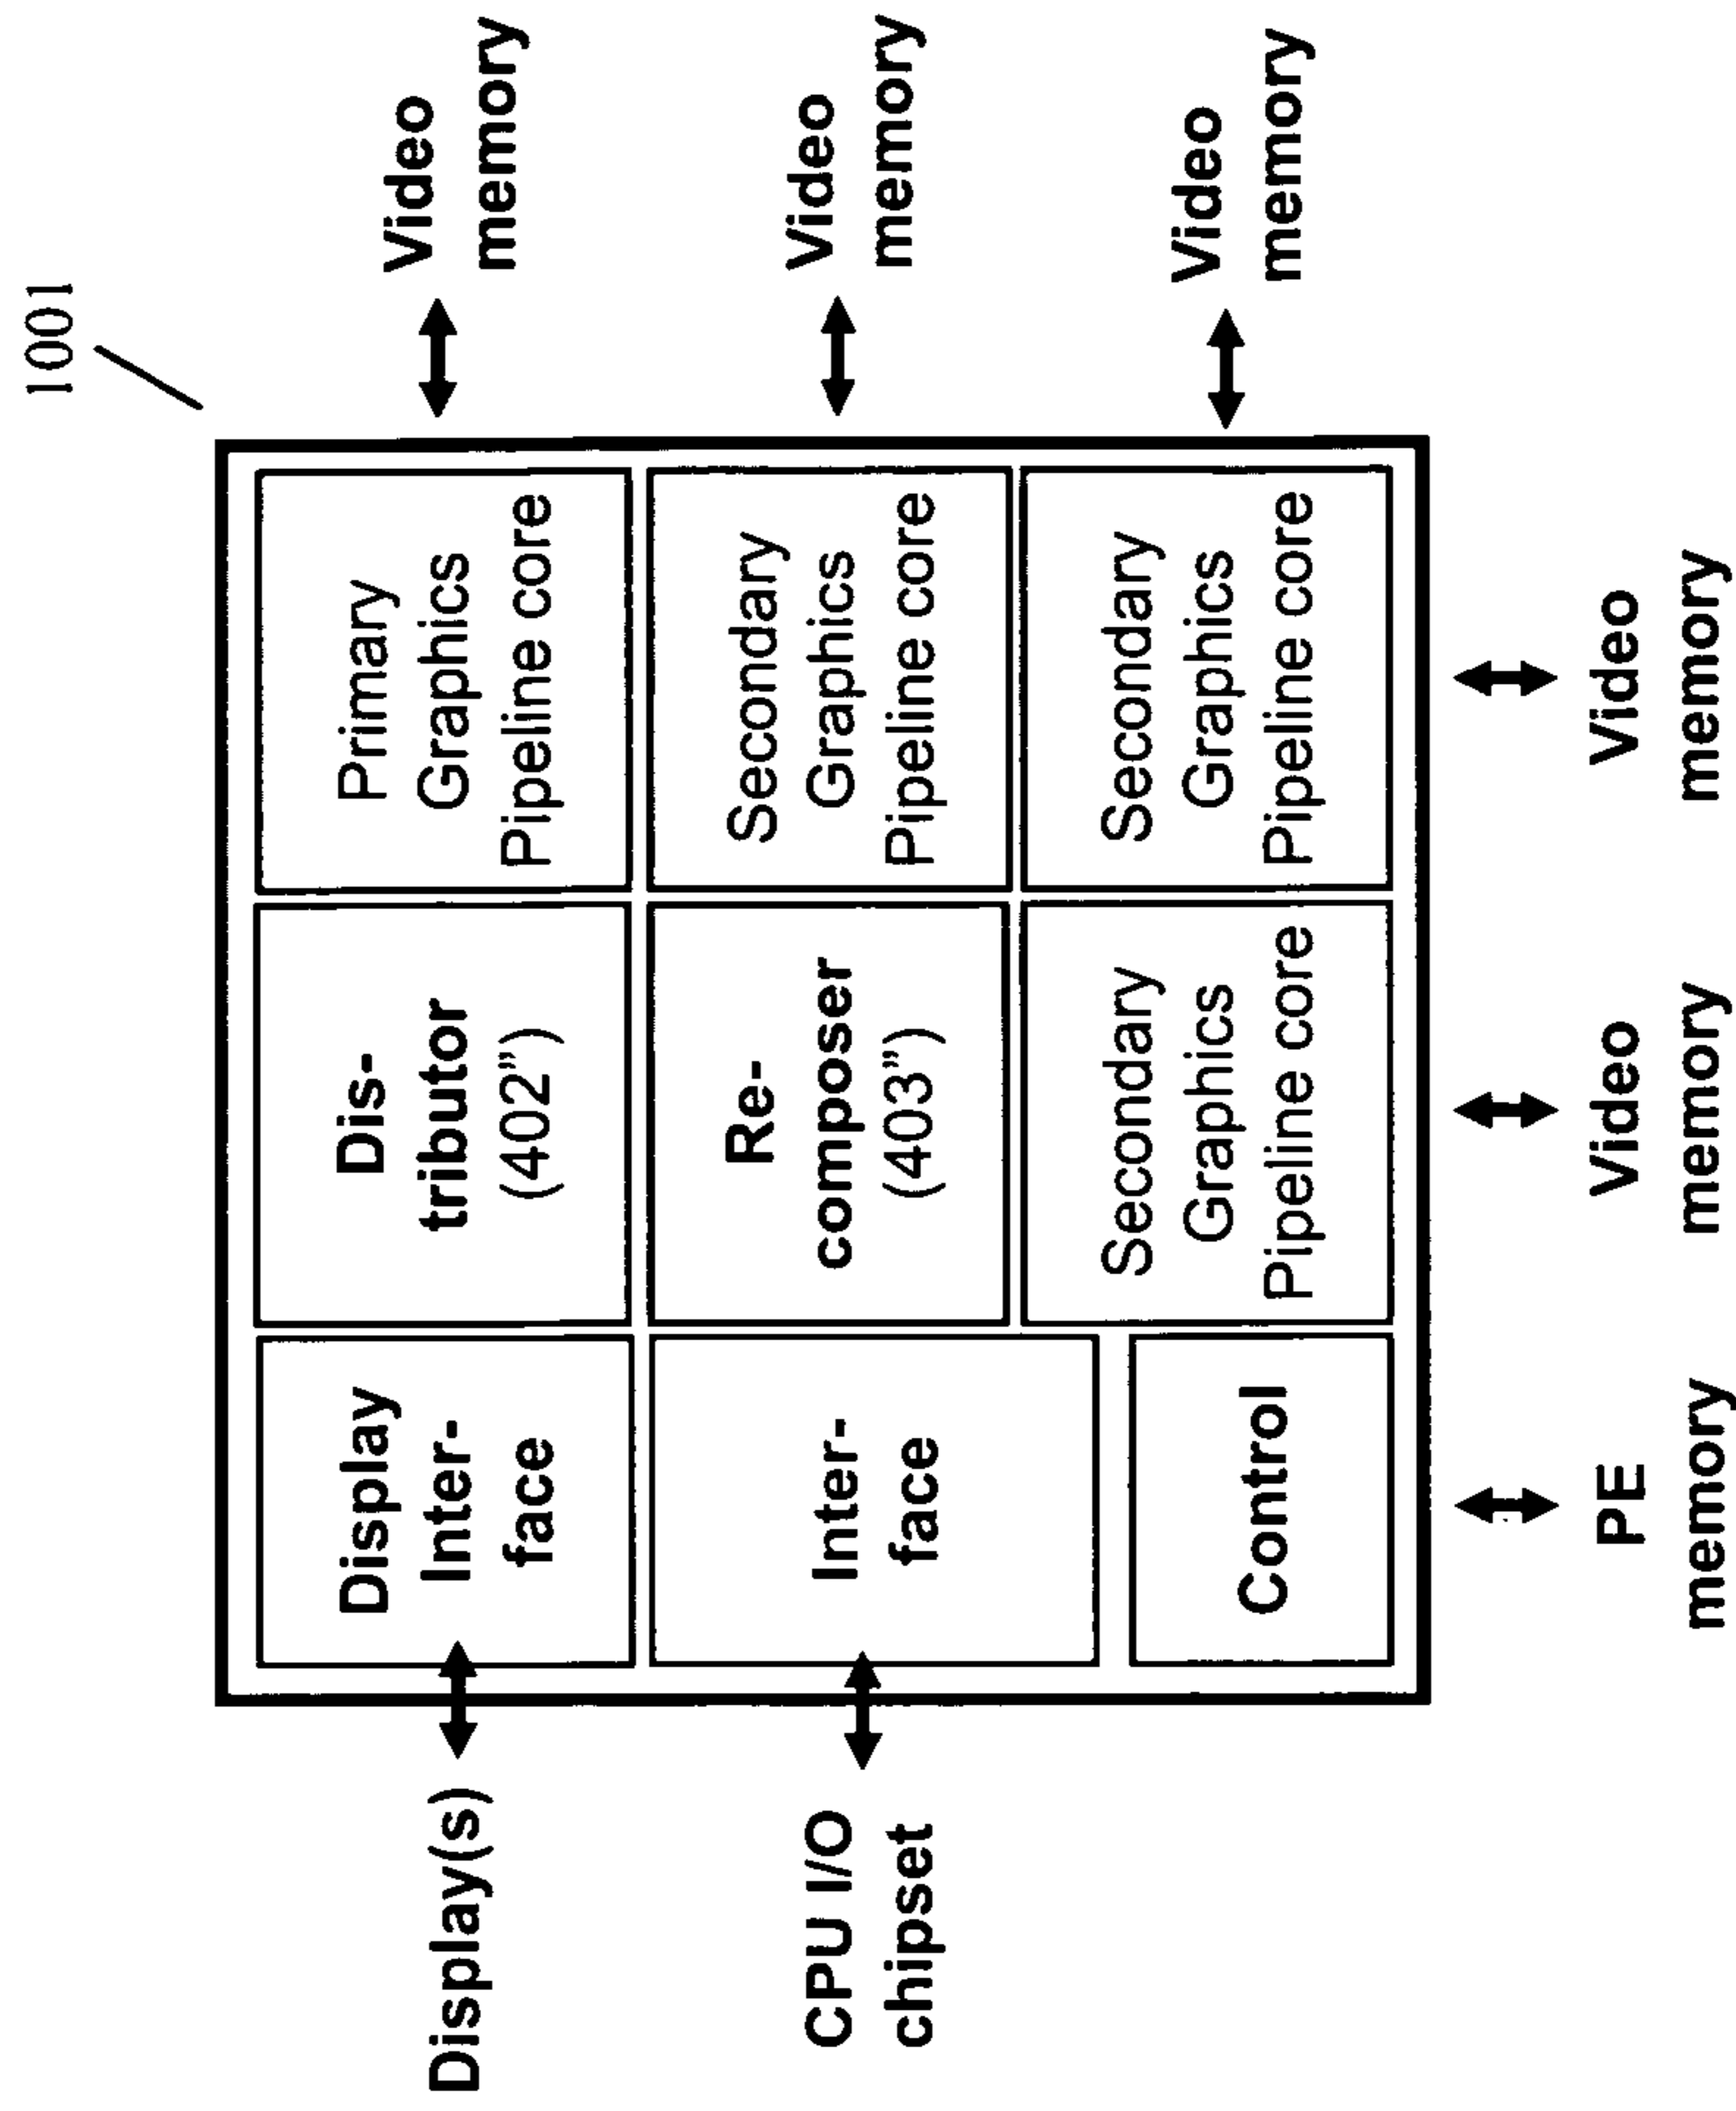 1001
Display(s)
Display
Inter-
face
Dis-
tributor
(402”)
Primary
Graphics
Pipeline core
Video
memory
CPU I/O
chipset
Inter-
face
Re-
composer
(403”)
Secondary
Graphics
Pipeline core
Video
memory
Control
Secondary
Graphics
Pipeline core
Secondary
Graphics
Pipeline core
Video
memory
PE
memory
Video
memory
Video
memory